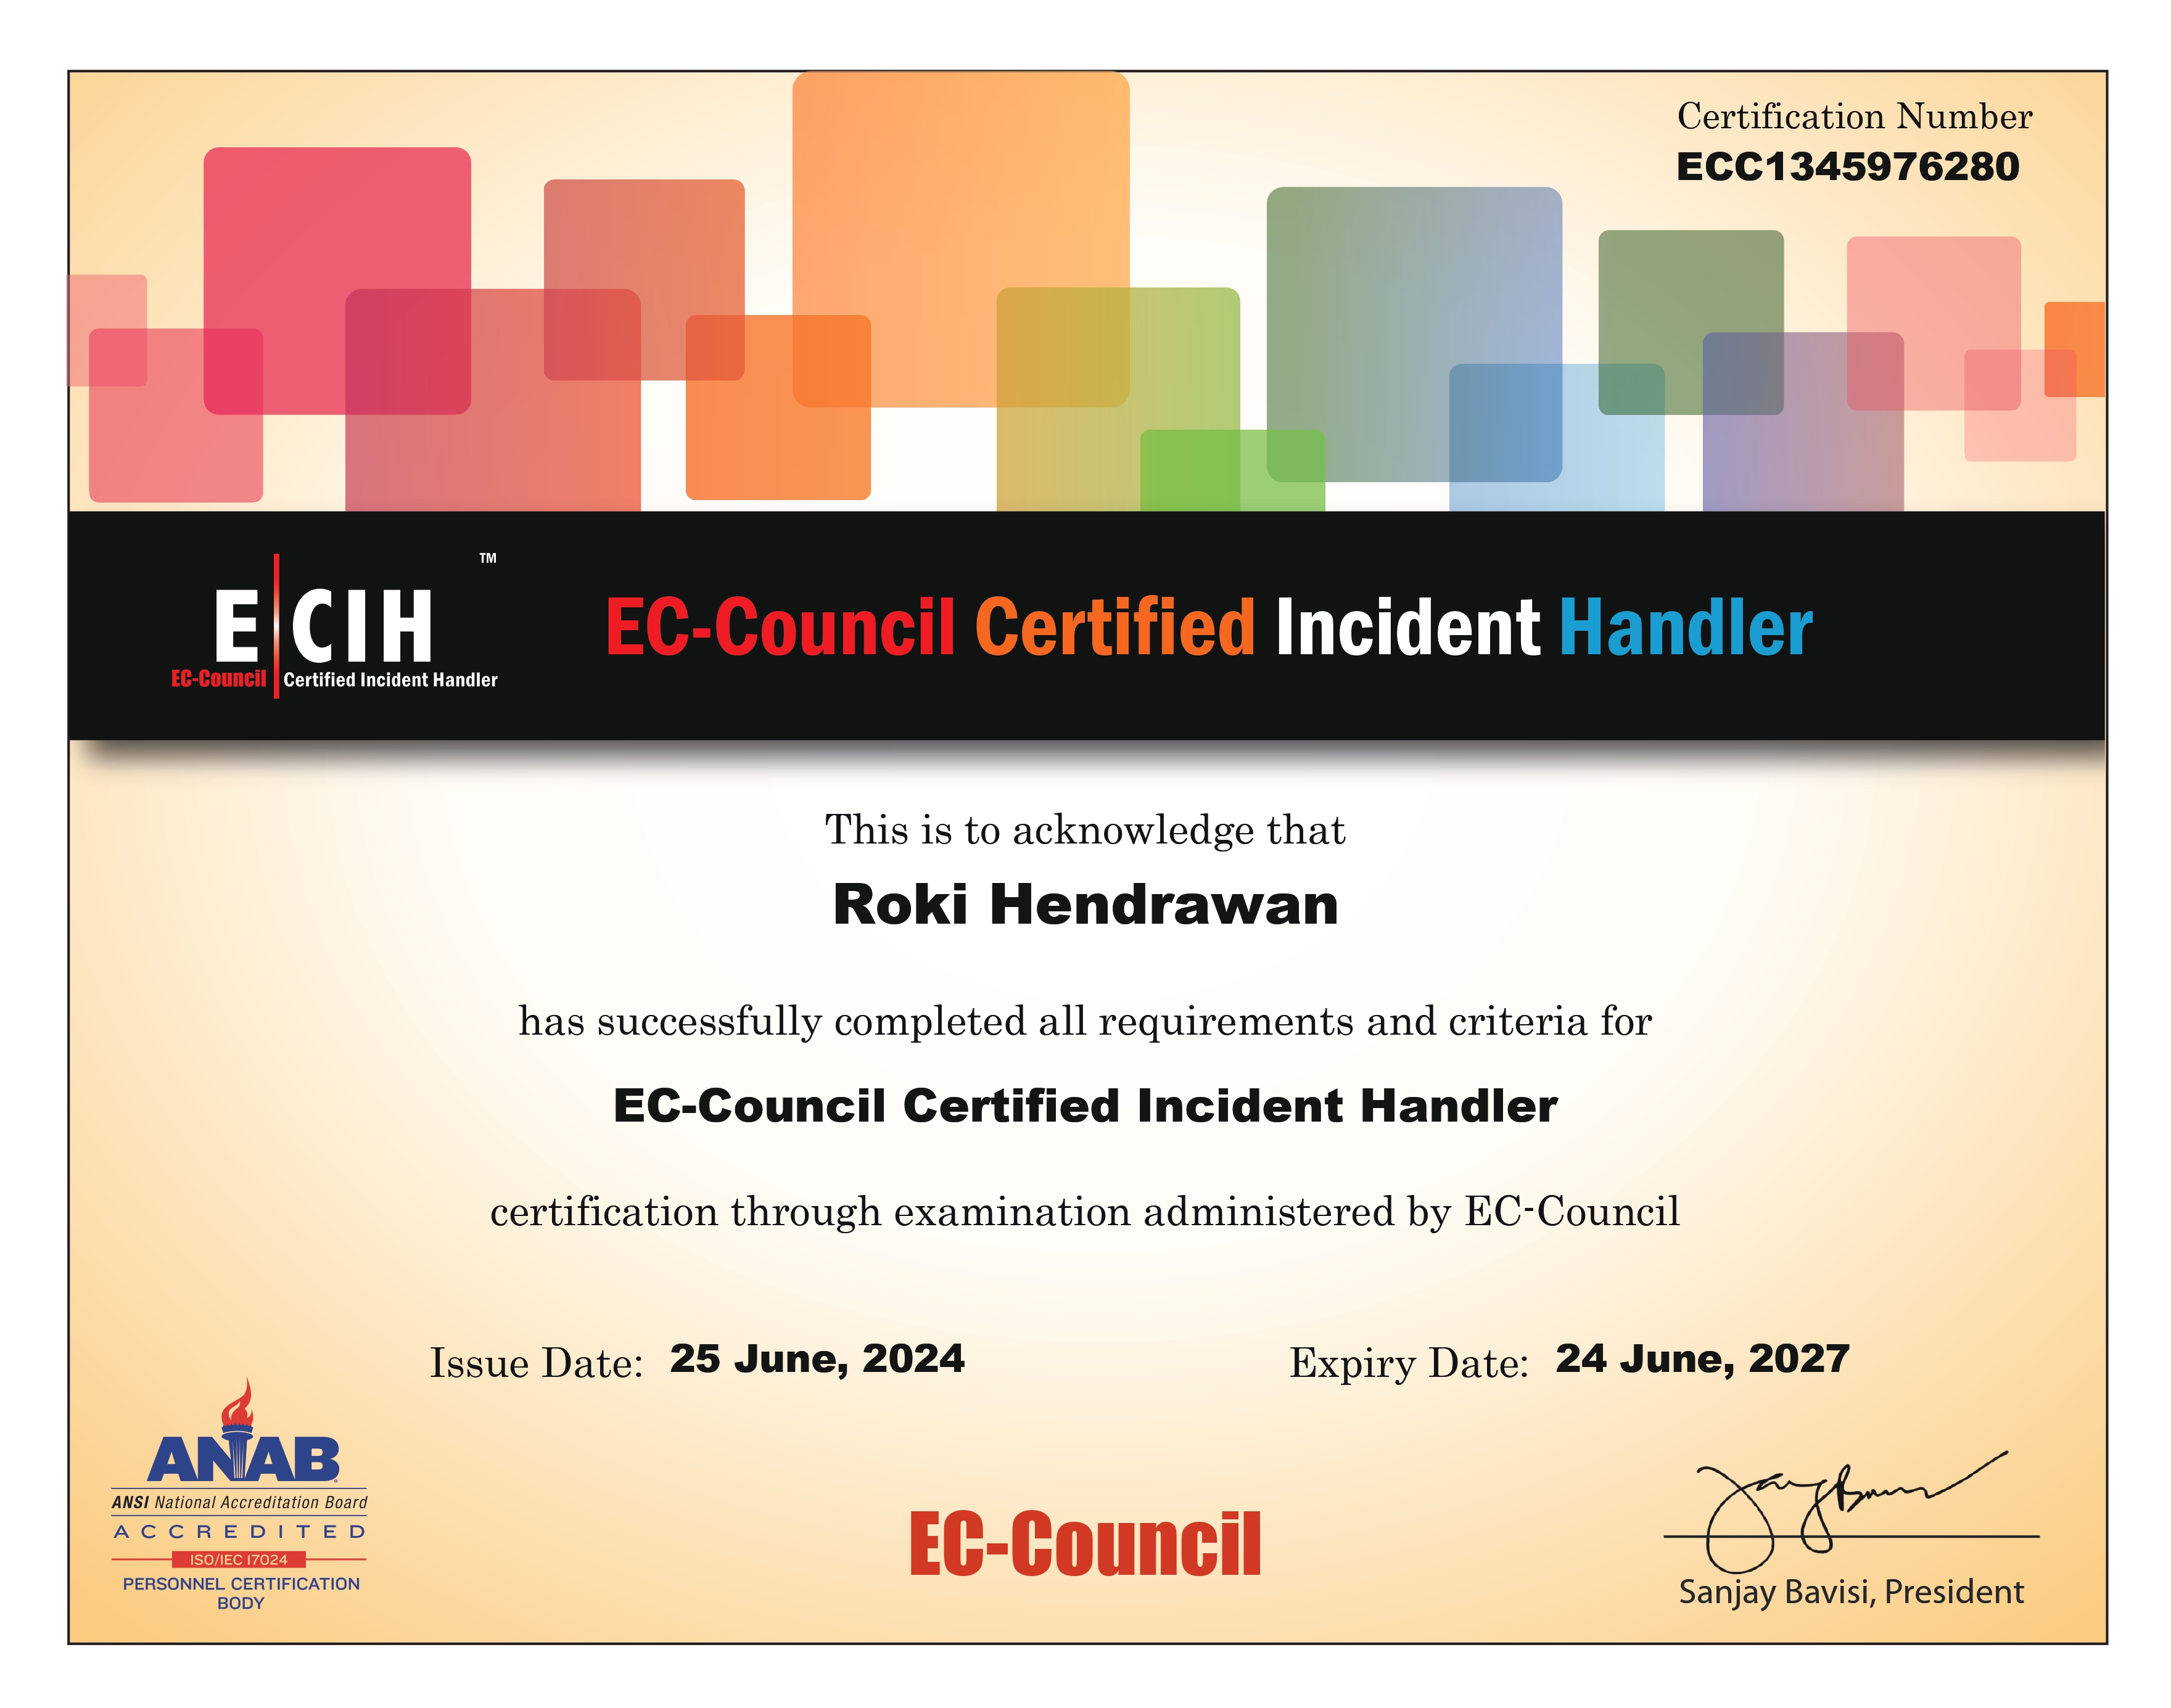 Certification Number
ECC1345976280
E|CIH ™
EC-Council Certified Incident Handler
EC-Council Certified Incident Handler
This is to acknowledge that
Roki Hendrawan
has successfully completed all requirements and criteria for
EC-Council Certified Incident Handler
certification through examination administered by EC-Council
Issue Date: 25 June, 2024
Expiry Date: 24 June, 2027
ANAB
ANSI National Accreditation Board
ACCREDITED
ISO/IEC 17024
PERSONNEL CERTIFICATION
BODY
EC-Council
Sanjay Bavisi, President